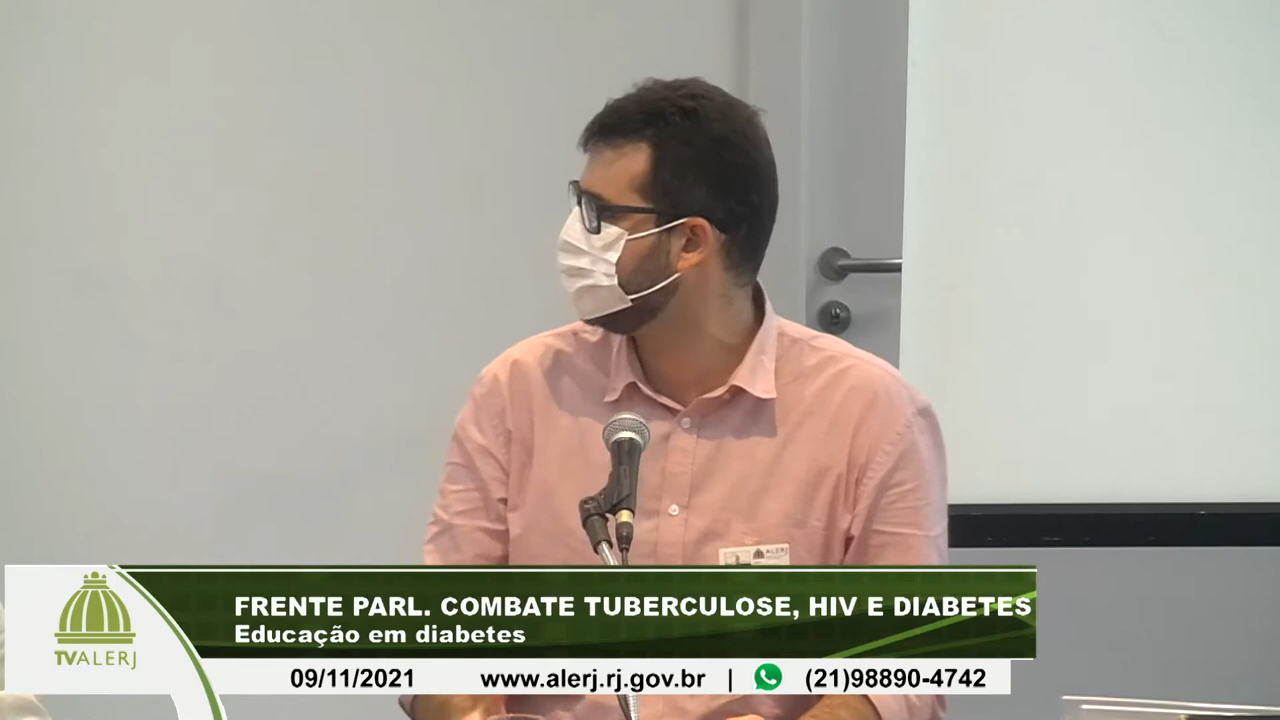 ALERJ
FRENTE PARL. COMBATE TUBERCULOSE, HIV E DIABETES
Educação em diabetes
TVALERJ
09/11/2021 www.alerj.rj.gov.br | (21)98890-4742